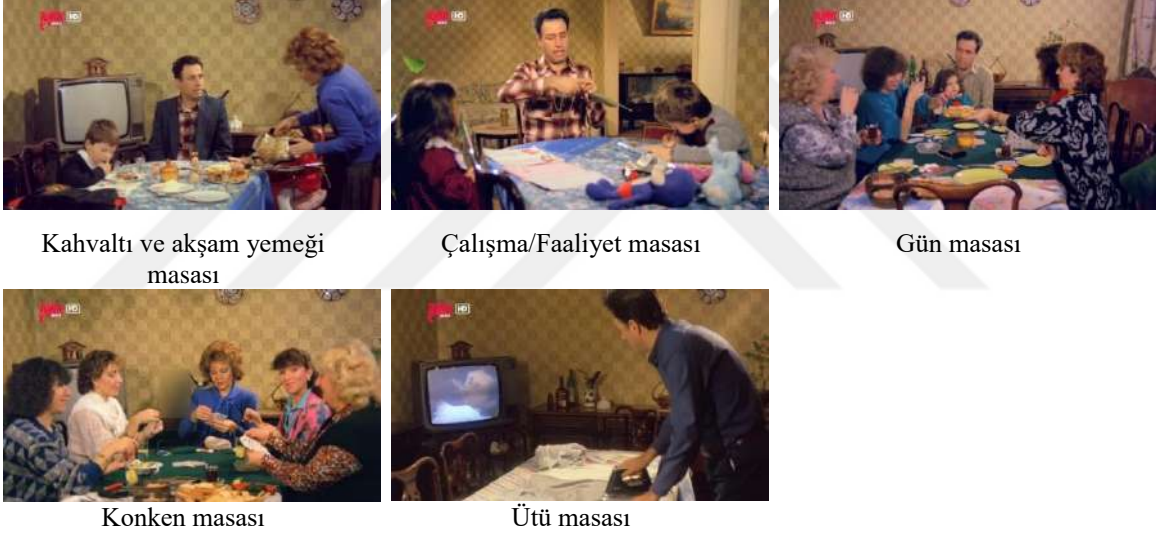 Kahvaltı ve akşam yemeği
masası
Çalışma/Faaliyet masası
Gün masası
Konken masası
Ütü masası